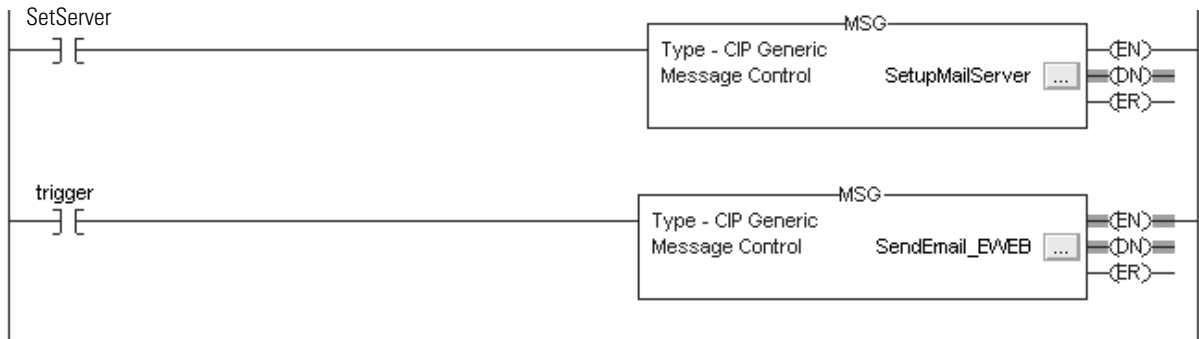 SetServer
MSG
Type - CIP Generic
Message Control SetupMailServer ...
EN
DN
ER
trigger
MSG
Type - CIP Generic
Message Control SendEmail_EWEB ...
EN
DN
ER